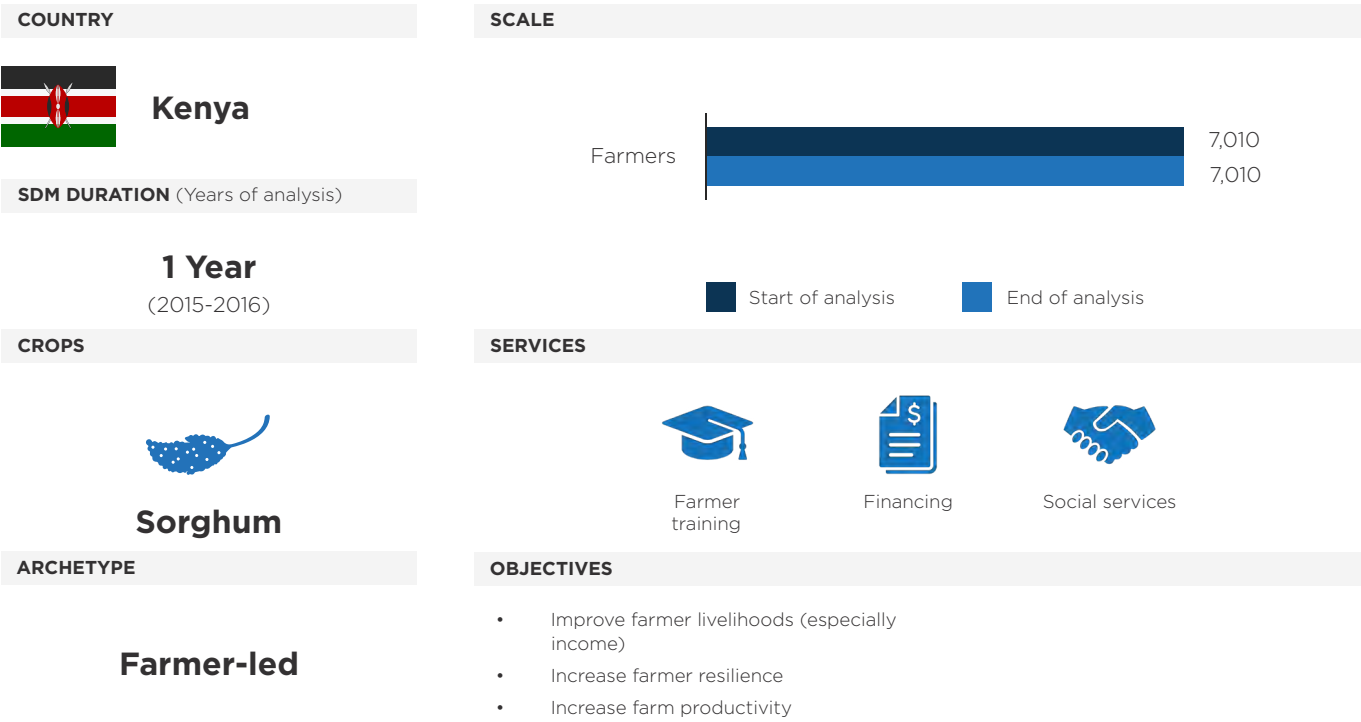 COUNTRY
Kenya
SDM DURATION (Years of analysis)
1 Year
(2015-2016)
CROPS
Sorghum
ARCHETYPE
Farmer-led
SCALE
Farmers
7,010
7,010
Start of analysis
End of analysis
SERVICES
$
Farmer
training
Financing
Social services
OBJECTIVES
• Improve farmer livelihoods (especially
income)
• Increase farmer resilience
• Increase farm productivity